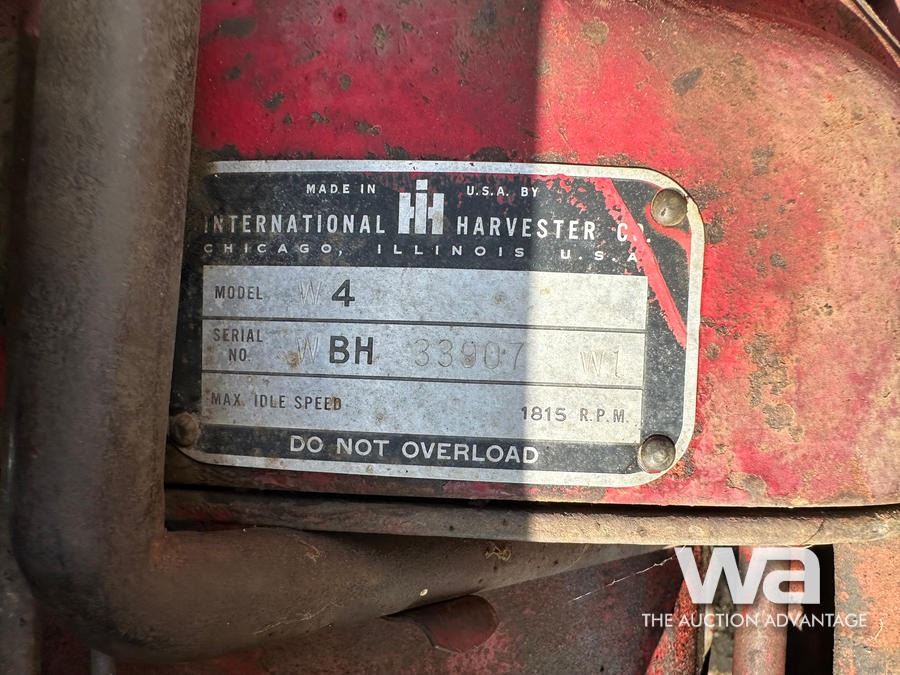 MADE IN IH U.S.A. BY
INTERNATIONAL HARVESTER CO.
CHICAGO, ILLINOIS U.S.A.
MODEL W 4
SERIAL NO. WBH 33907 W1
MAX. IDLE SPEED 1815 R.P.M.
DO NOT OVERLOAD
wa
THE AUCTION ADVANTAGE